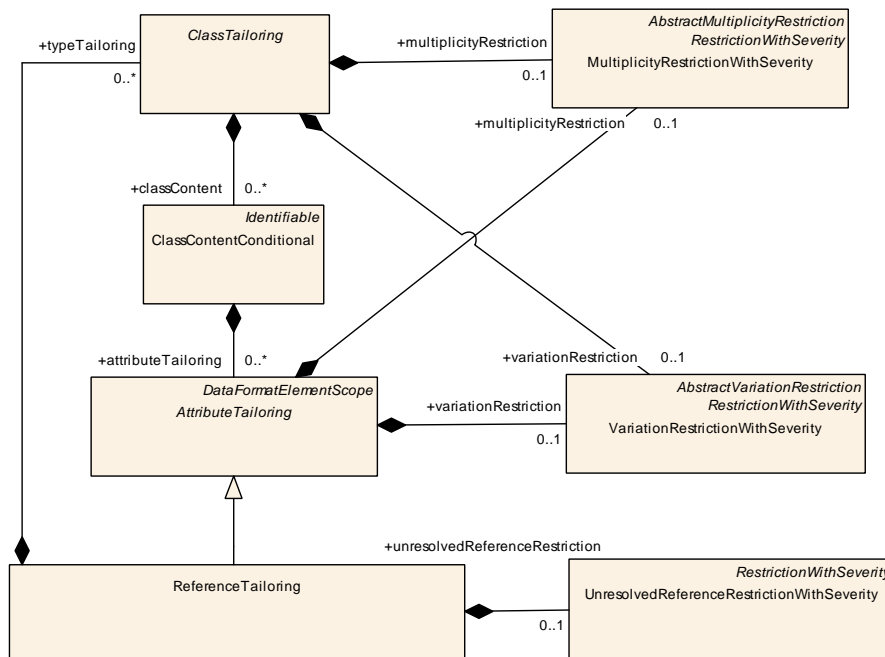 +typeTailoring
0..*
ClassTailoring
+multiplicityRestriction
0..1
AbstractMultiplicityRestriction
RestrictionWithSeverity
MultiplicityRestrictionWithSeverity
+multiplicityRestriction
0..1
+classContent
0..*
Identifiable
ClassContentConditional
+attributeTailoring
0..*
+variationRestriction
0..1
DataFormatElementScope
AttributeTailoring
+variationRestriction
0..1
AbstractVariationRestriction
RestrictionWithSeverity
VariationRestrictionWithSeverity
+unresolvedReferenceRestriction
ReferenceTailoring
0..1
RestrictionWithSeverity
UnresolvedReferenceRestrictionWithSeverity